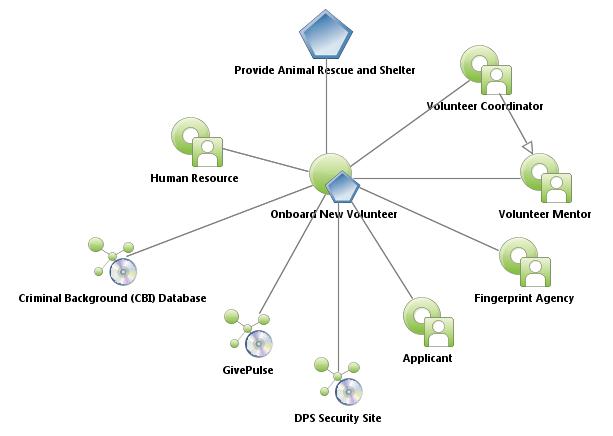 Provide Animal Rescue and Shelter
Volunteer Coordinator
Human Resource
Onboard New Volunteer
Volunteer Mentor
Criminal Background (CBI) Database
Fingerprint Agency
GivePulse
Applicant
DPS Security Site